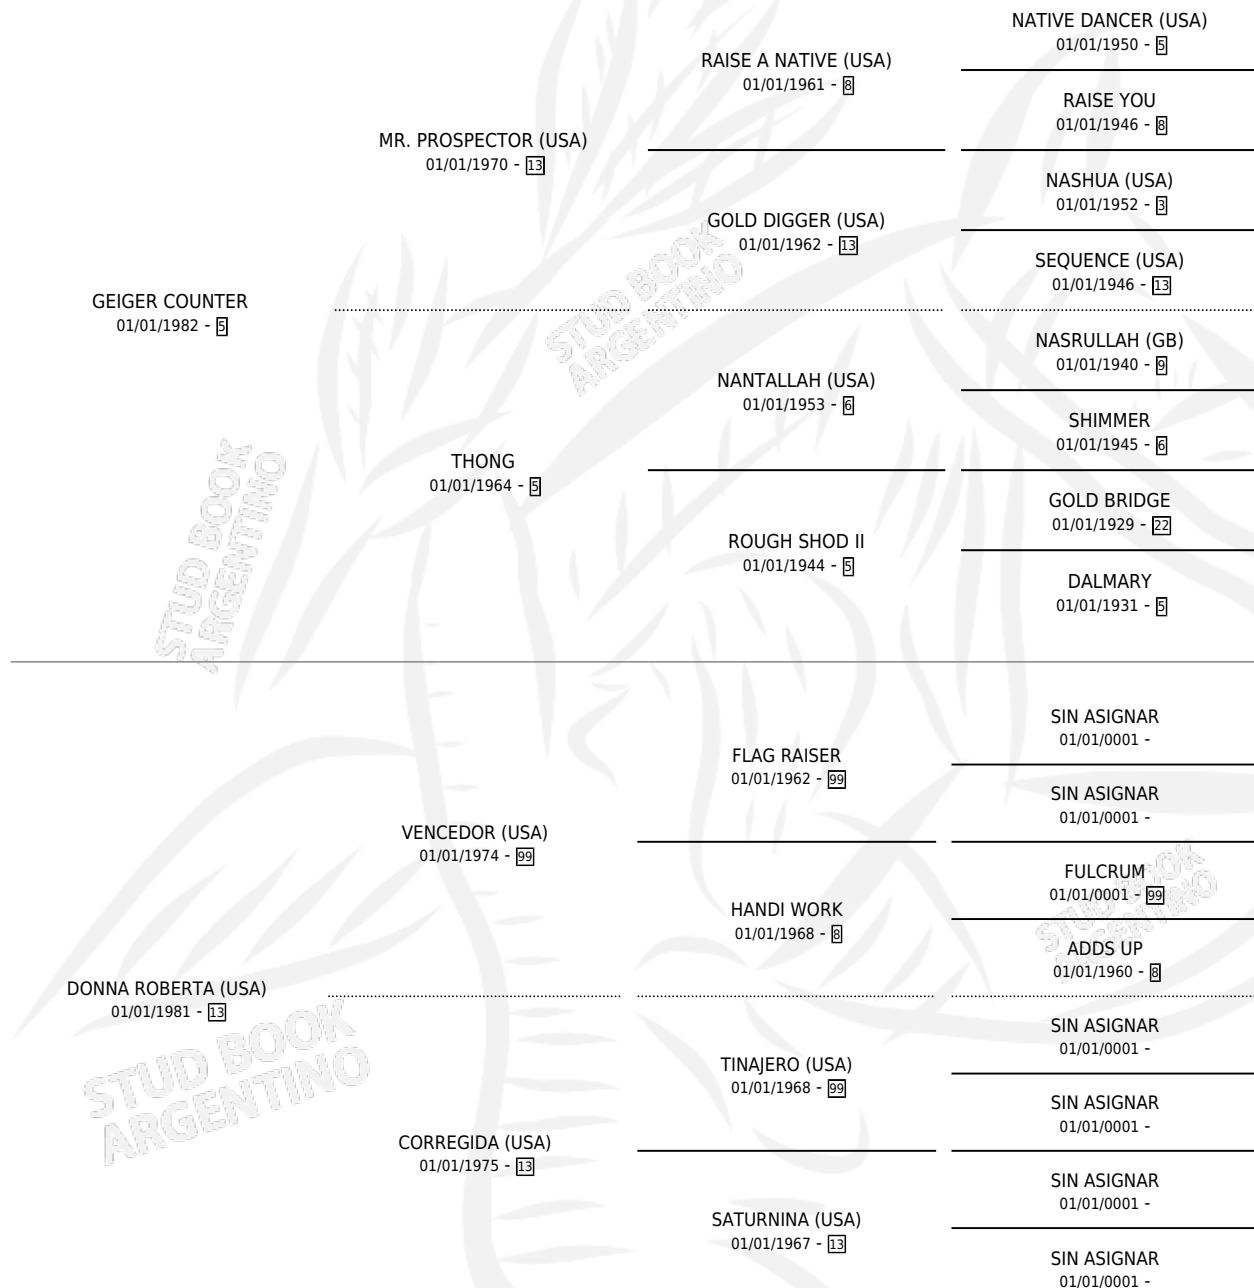 NATIVE DANCER (USA)
01/01/1950 - 5
RAISE A NATIVE (USA)
01/01/1961 - 8
RAISE YOU
01/01/1946 - 8
MR. PROSPECTOR (USA)
01/01/1970 - 13
NASHUA (USA)
01/01/1952 - 3
GOLD DIGGER (USA)
01/01/1962 - 13
SEQUENCE (USA)
01/01/1946 - 13
GEIGER COUNTER
01/01/1982 - 5
NASRULLAH (GB)
01/01/1940 - 9
NANTALLAH (USA)
01/01/1953 - 6
SHIMMER
01/01/1945 - 6
THONG
01/01/1964 - 5
GOLD BRIDGE
01/01/1929 - 22
ROUGH SHOD II
01/01/1944 - 5
DALMARY
01/01/1931 - 5
STUD BOOK
ARGENTINO
STUD BOOK
ARGENTINO
SIN ASIGNAR
01/01/0001 -
FLAG RAISER
01/01/1962 - 99
SIN ASIGNAR
01/01/0001 -
VENCEDOR (USA)
01/01/1974 - 99
FULCRUM
01/01/0001 - 99
HANDI WORK
01/01/1968 - 8
ADDS UP
01/01/1960 - 8
STUD BOOK
ARGENTINO
DONNA ROBERTA (USA)
01/01/1981 - 13
SIN ASIGNAR
01/01/0001 -
TINAJERO (USA)
01/01/1968 - 99
SIN ASIGNAR
01/01/0001 -
STUD BOOK
ARGENTINO
CORREGIDA (USA)
01/01/1975 - 13
SIN ASIGNAR
01/01/0001 -
SATURNINA (USA)
01/01/1967 - 13
SIN ASIGNAR
01/01/0001 -